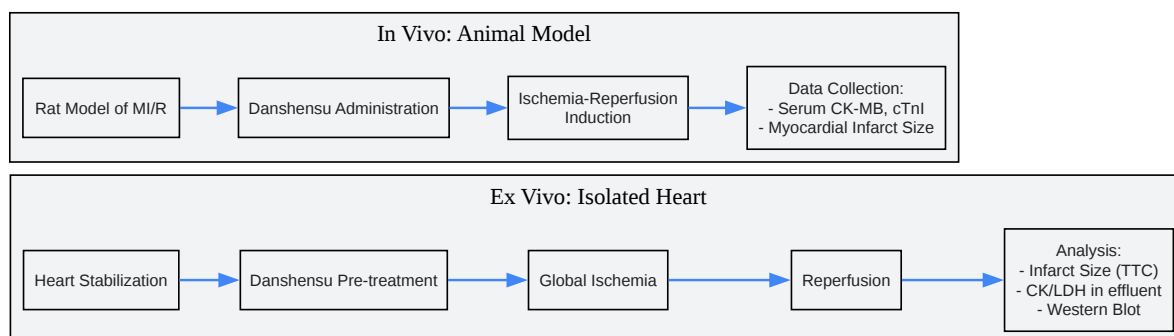 In Vivo: Animal Model
Rat Model of MI/R
Danshensu Administration
Ischemia-Reperfusion
Induction
Data Collection:
- Serum CK-MB, cTnI
- Myocardial Infarct Size
Ex Vivo: Isolated Heart
Heart Stabilization
Danshensu Pre-treatment
Global Ischemia
Reperfusion
Analysis:
- Infarct Size (TTC)
- CK/LDH in effluent
- Western Blot